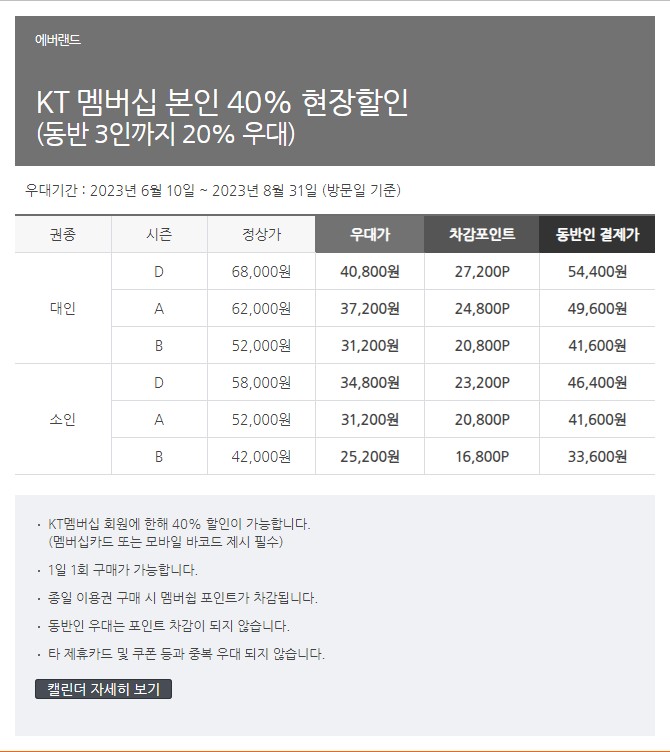 에버랜드
KT 멤버십 본인 40% 현장할인
(동반 3인까지 20% 우대)
우대기간 : 2023년 6월 10일 ~ 2023년 8월 31일 (방문일 기준)
권종 시즌 정상가 우대가 차감포인트 동반인 결제가
대인 D 68,000원 40,800원 27,200P 54,400원
A 62,000원 37,200원 24,800P 49,600원
B 52,000원 31,200원 20,800P 41,600원
소인 D 58,000원 34,800원 23,200P 46,400원
A 52,000원 31,200원 20,800P 41,600원
B 42,000원 25,200원 16,800P 33,600원
· KT멤버십 회원에 한해 40% 할인이 가능합니다.
(멤버십카드 또는 모바일 바코드 제시 필수)
· 1일 1회 구매가 가능합니다.
· 종일 이용권 구매 시 멤버쉽 포인트가 차감됩니다.
· 동반인 우대는 포인트 차감이 되지 않습니다.
· 타 제휴카드 및 쿠폰 등과 중복 우대 되지 않습니다.
캘린더 자세히 보기